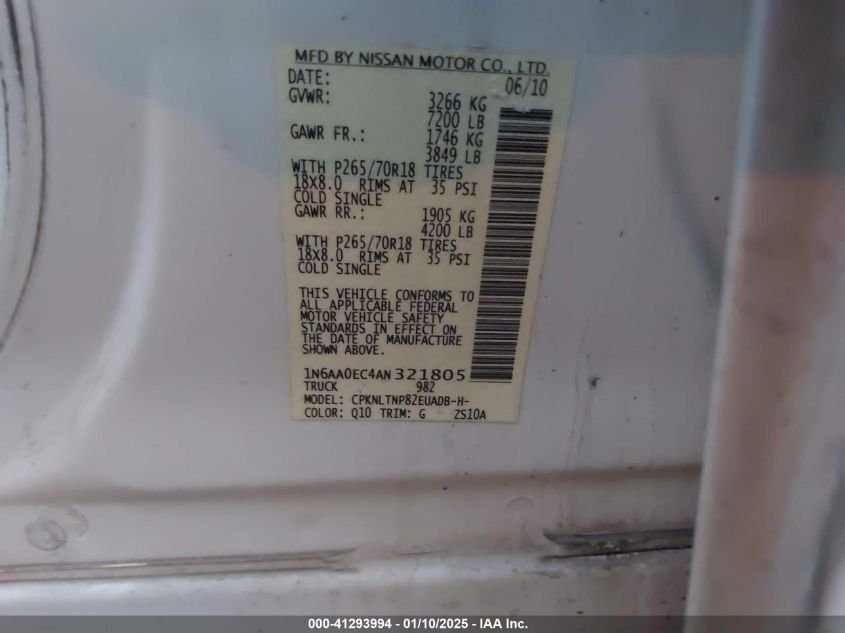 MFD BY NISSAN MOTOR CO., LTD.
DATE: 06/10
GVWR: 3266 KG
7200 LB
GAWR FR.: 1746 KG
3849 LB
WITH P265/70R18 TIRES
18X8.0 RIMS AT 35 PSI
COLD SINGLE
GAWR RR.: 1905 KG
4200 LB
WITH P265/70R18 TIRES
18X8.0 RIMS AT 35 PSI
COLD SINGLE
THIS VEHICLE CONFORMS TO
ALL APPLICABLE FEDERAL
MOTOR VEHICLE SAFETY
STANDARDS IN EFFECT ON
THE DATE OF MANUFACTURE
SHOWN ABOVE.
1N6AA0EC4AN321805
TRUCK 982
MODEL: CPKNLTNP82EUADB-H-
COLOR: Q10 TRIM: G ZS10A
000-41293994 - 01/10/2025 - IAA Inc.